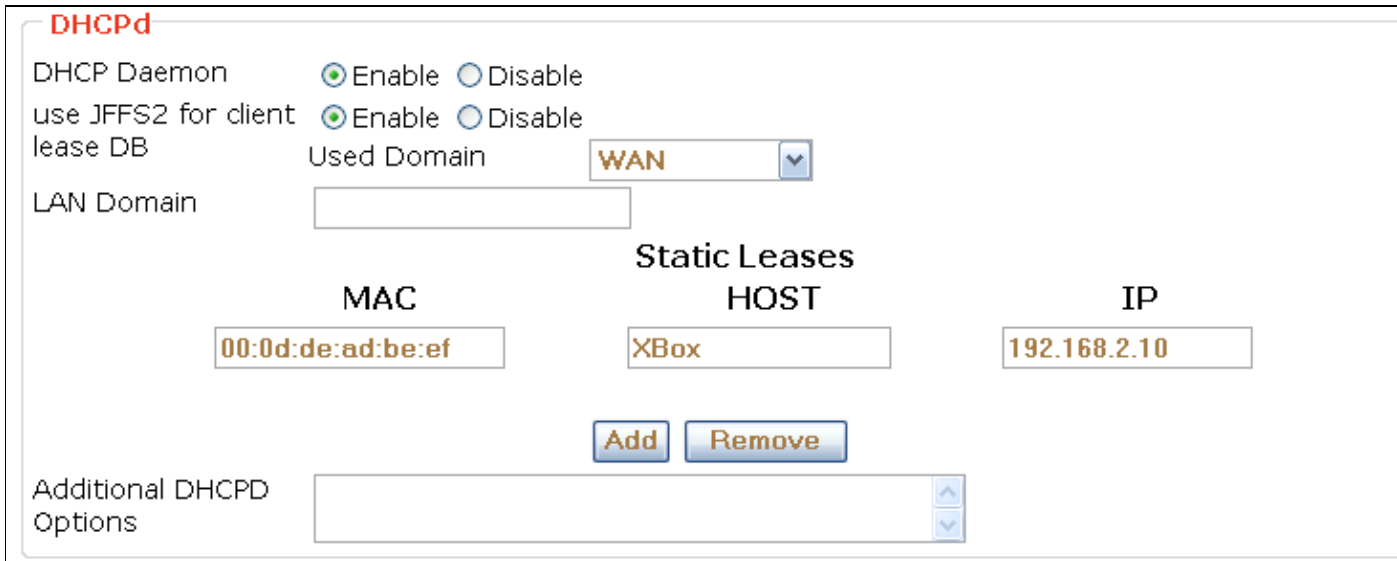 DHCPd
DHCP Daemon Enable Disable
use JFFS2 for client lease DB Enable Disable
Used Domain WAN
LAN Domain
Static Leases
MAC HOST IP
00:0d:de:ad:be:ef XBox 192.168.2.10
Add Remove
Additional DHCPD
Options